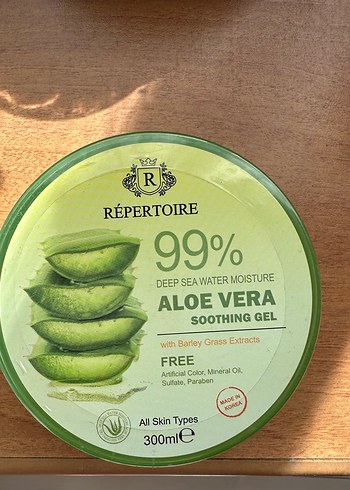 R
RÉPERTOIRE
99%
DEEP SEA WATER MOISTURE
ALOE VERA
SOOTHING GEL
with Barley Grass Extracts
FREE
Artificial Color, Mineral Oil,
Sulfate, Paraben
MADE IN
KOREA
All Skin Types
300ml℮